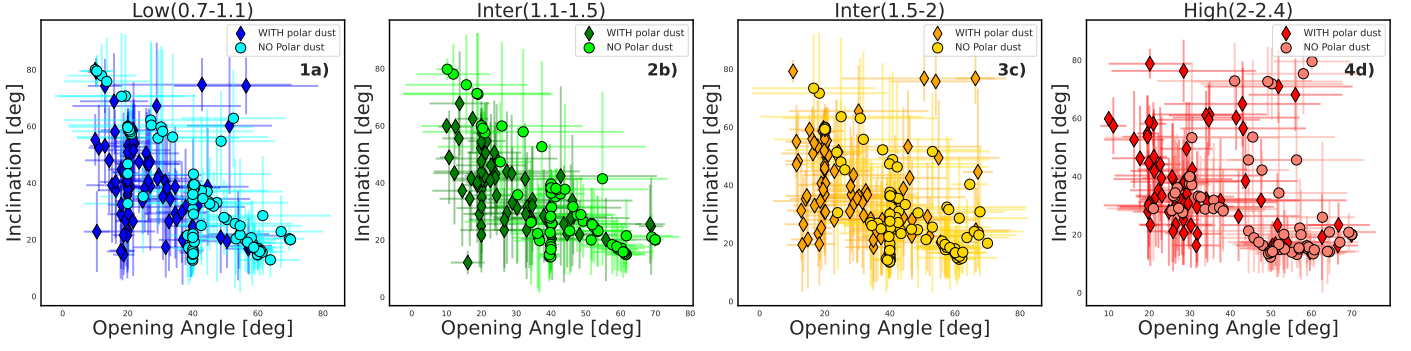 Low(0.7-1.1)
WITH polar dust
NO Polar dust
1a)
80
60
40
20
0
Inclination [deg]
0 20 40 60 80
Opening Angle [deg]
Inter(1.1-1.5)
WITH polar dust
NO Polar dust
2b)
80
60
40
20
0
Inclination [deg]
0 10 20 30 40 50 60 70 80
Opening Angle [deg]
Inter(1.5-2)
WITH polar dust
NO Polar dust
3c)
80
60
40
20
0
Inclination [deg]
0 20 40 60 80
Opening Angle [deg]
High(2-2.4)
WITH polar dust
NO Polar dust
4d)
80
60
40
20
0
Inclination [deg]
10 20 30 40 50 60 70
Opening Angle [deg]